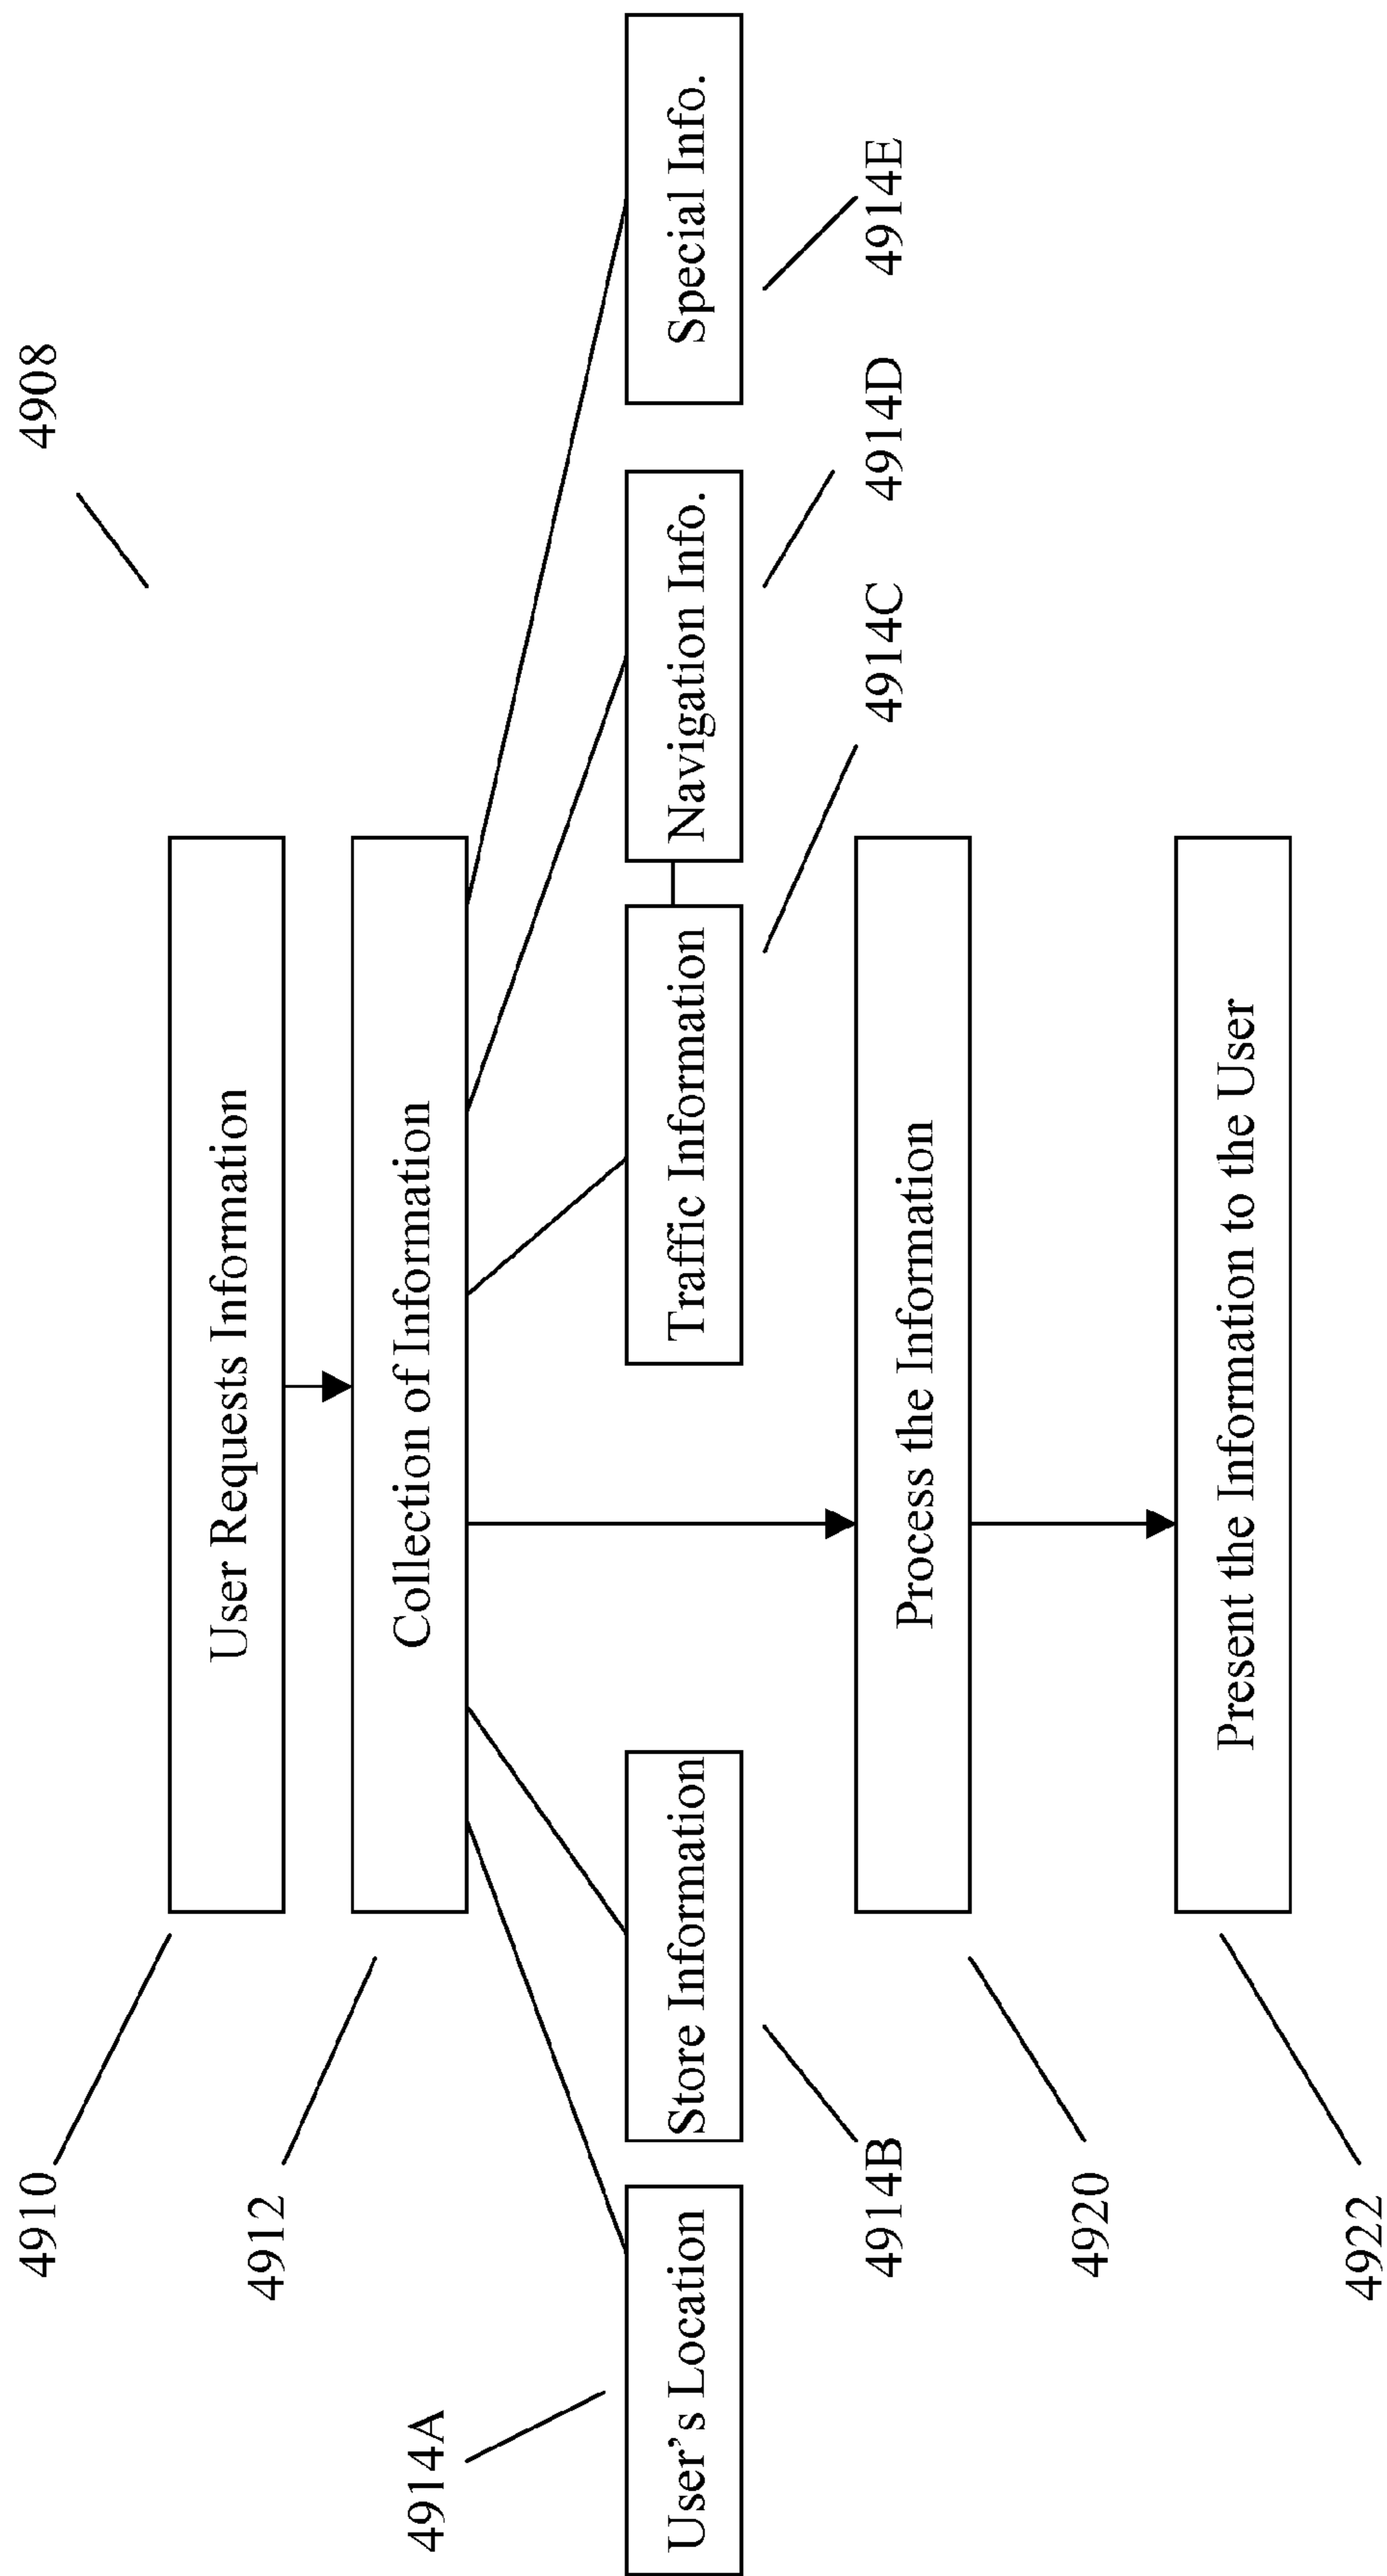 4908
4910
User Requests Information
4912
Collection of Information
4914A
User's Location
Store Information
Traffic Information
Navigation Info.
Special Info.
4914B
4914C
4914D
4914E
Process the Information
4920
Present the Information to the User
4922